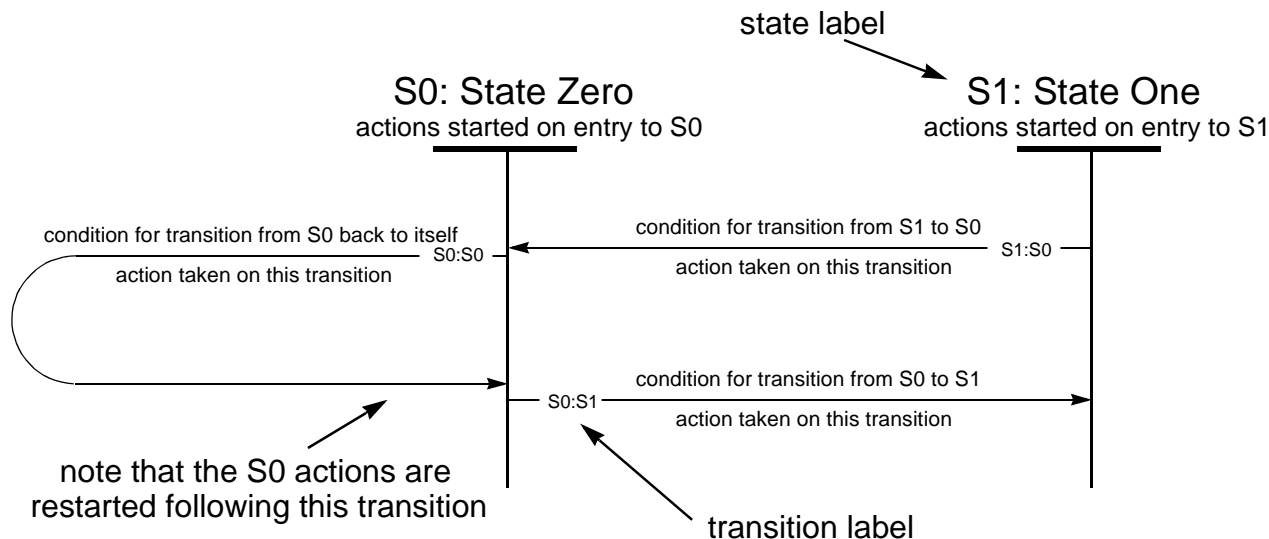 state label
S0: State Zero
actions started on entry to S0
S1: State One
actions started on entry to S1
condition for transition from S0 back to itself
S0:S0
action taken on this transition
condition for transition from S1 to S0
S1:S0
action taken on this transition
condition for transition from S0 to S1
S0:S1
action taken on this transition
note that the S0 actions are
restarted following this transition
transition label